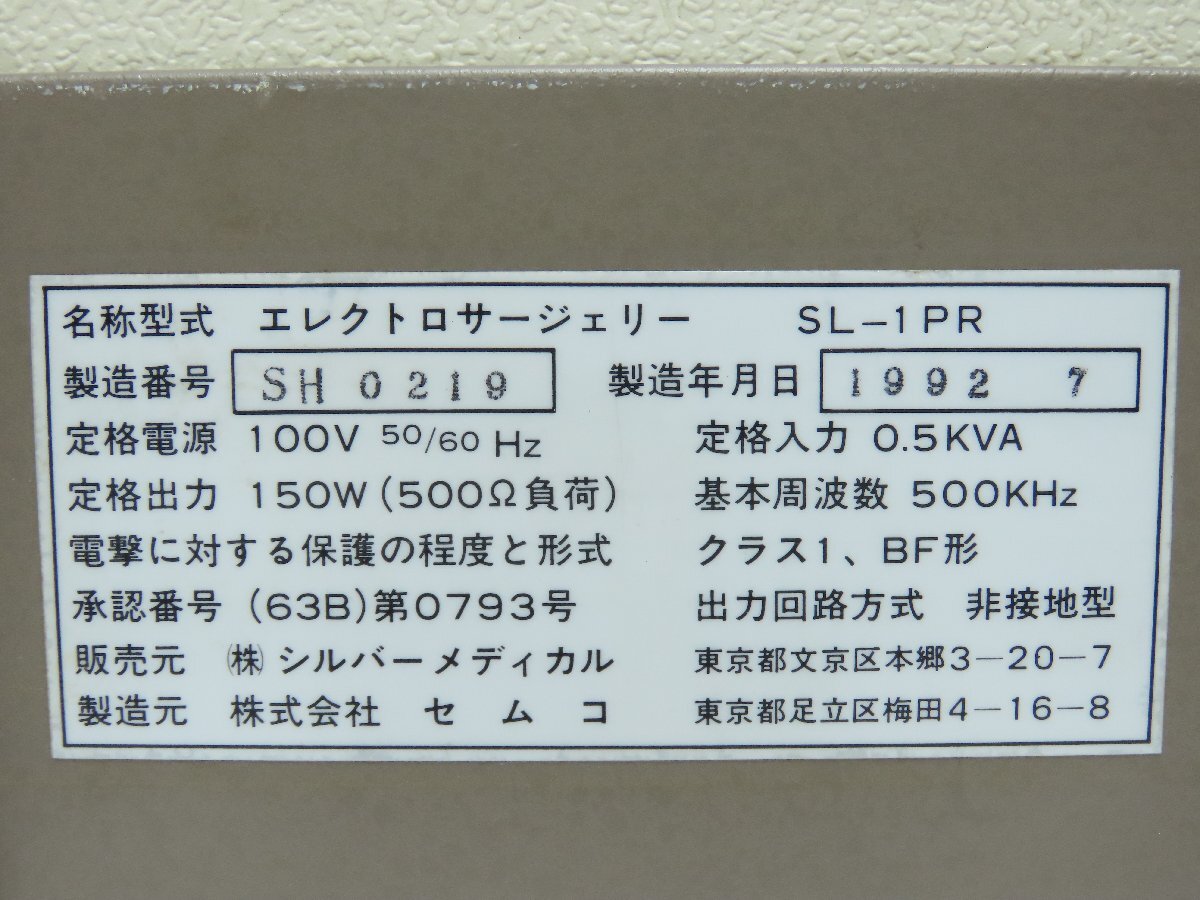 名称型式 エレクトロサージェリー SL-1PR
製造番号 SH 0219 製造年月日 1992 7
定格電源 100V 50/60 Hz 定格入力 0.5KVA
定格出力 150W(500Ω負荷) 基本周波数 500KHz
電撃に対する保護の程度と形式 クラス1、BF形
承認番号 (63B)第0793号 出力回路方式 非接地型
販売元 ㈱シルバーメディカル 東京都文京区本郷3-20-7
製造元 株式会社 セムコ 東京都足立区梅田4-16-8